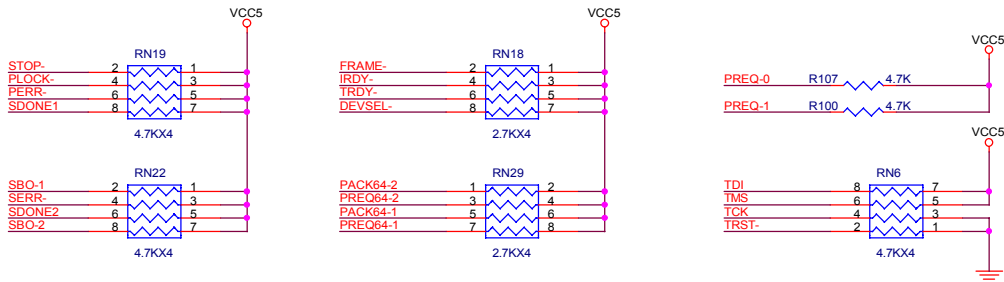 VCC5
RN19
STOP- 2 1
PLOCK- 4 3
PERR- 6 5
SDONE1 8 7
4.7KX4
RN22
SBO-1 2 1
SERR- 4 3
SDONE2 6 5
SBO-2 8 7
4.7KX4
VCC5
RN18
FRAME- 2 1
IRDY- 4 3
TRDY- 6 5
DEVSEL- 8 7
2.7KX4
RN29
PACK64-2 1 2
PREQ64-2 3 4
PACK64-1 5 6
PREQ64-1 7 8
2.7KX4
VCC5
PREQ-0 R107 4.7K
PREQ-1 R100 4.7K
VCC5
RN6
TDI 8 7
TMS 6 5
TCK 4 3
TRST- 2 1
4.7KX4